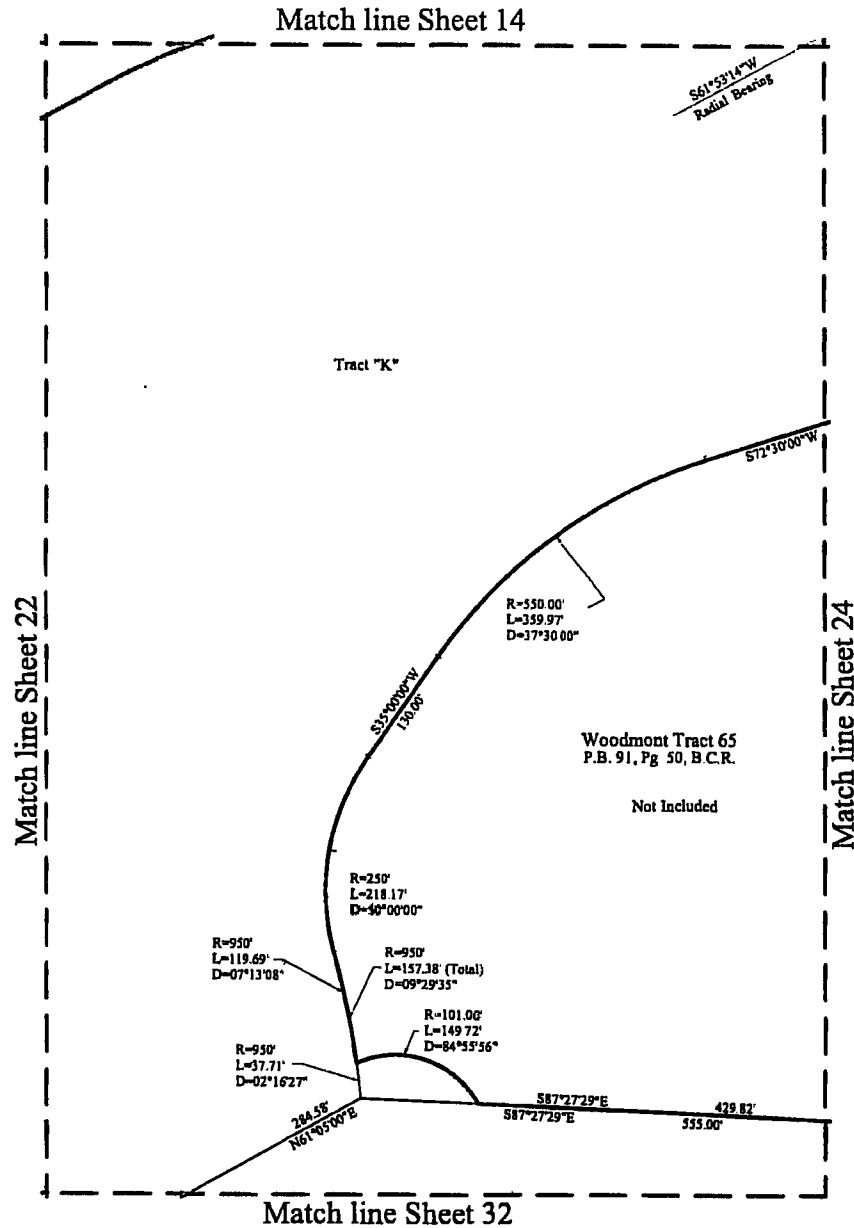 Match line Sheet 14
S61°53'14"W
Radial Bearing
Tract "K"
S72°30'00"W
R=550.00'
L=359.97'
D=37°30'00"
Match line Sheet 22
Match line Sheet 24
S35°00'00"W
130.00'
Woodmont Tract 65
P.B. 91, Pg 50, B.C.R.
Not Included
R=250'
L=218.17'
D=50°00'00"
R=950'
L=119.69'
D=07°13'08"
R=950'
L=157.38' (Total)
D=09°29'35"
R=101.00'
L=149.72'
D=84°55'56"
R=950'
L=37.71'
D=02°16'27"
284.58'
N61°05'00"E
S87°27'29"E 429.82'
S87°27'29"E 555.00'
Match line Sheet 32